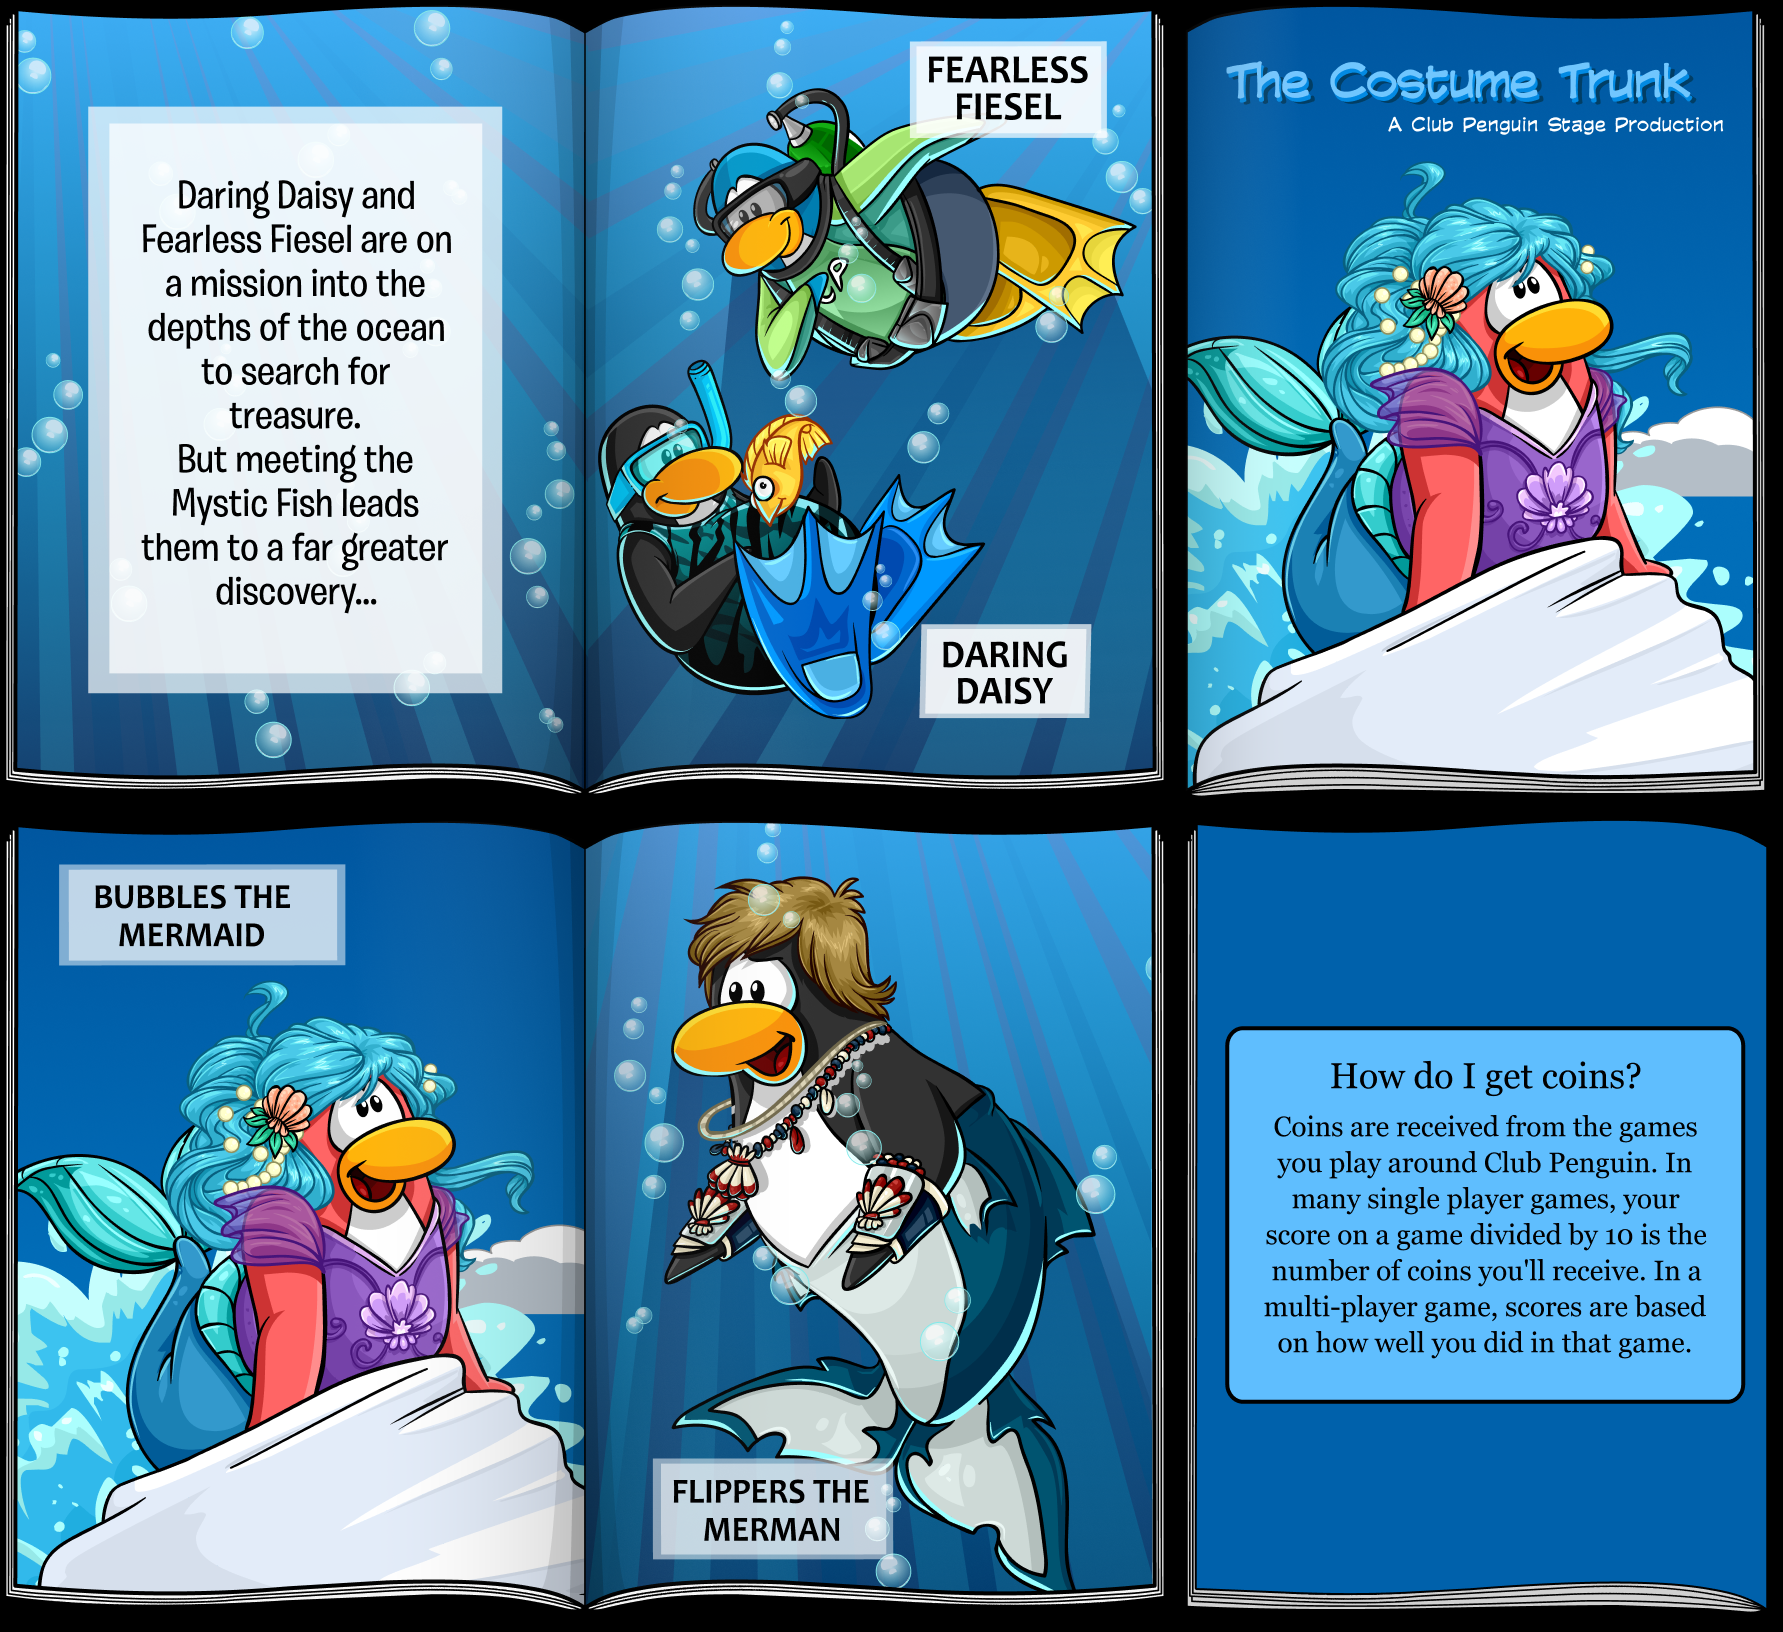 Daring Daisy and
Fearless Fiesel are on
a mission into the
depths of the ocean
to search for
treasure.
But meeting the
Mystic Fish leads
them to a far greater
discovery...
FEARLESS
FIESEL
DARING
DAISY
The Costume Trunk
A Club Penguin Stage Production
BUBBLES THE
MERMAID
FLIPPERS THE
MERMAN
How do I get coins?
Coins are received from the games
you play around Club Penguin. In
many single player games, your
score on a game divided by 10 is the
number of coins you'll receive. In a
multi-player game, scores are based
on how well you did in that game.